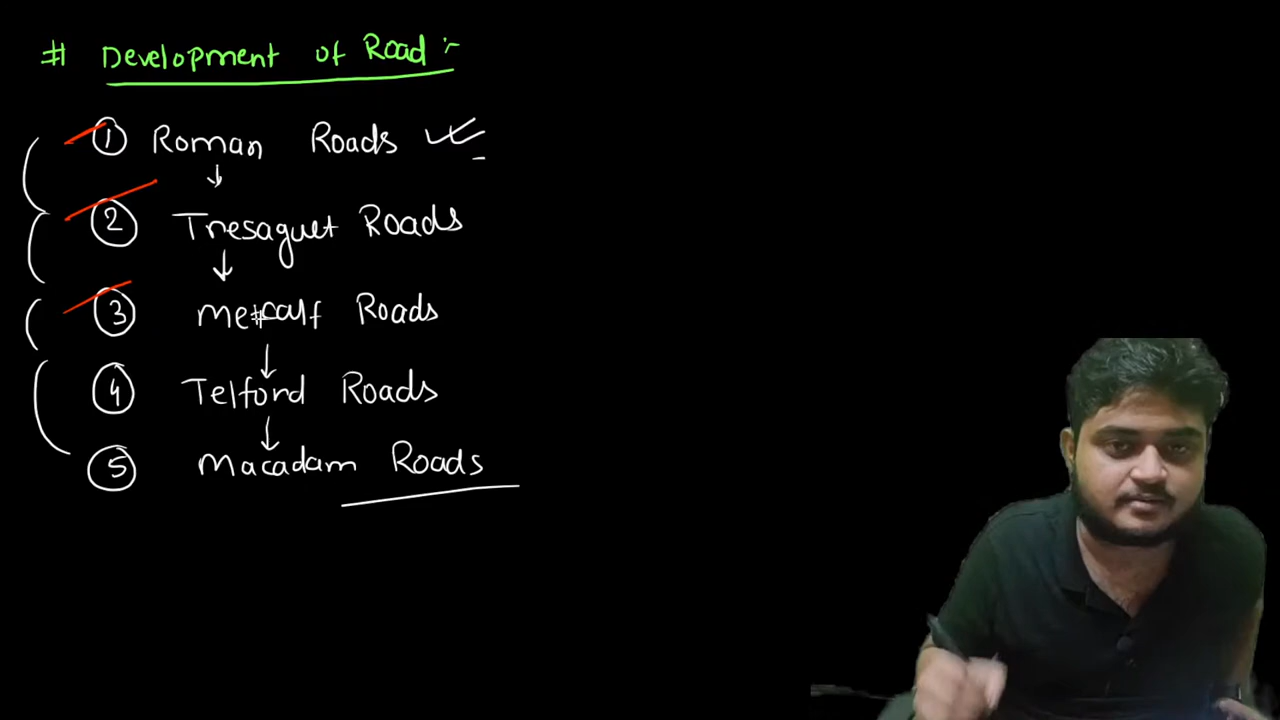 # Development of Road :-
① Roman Roads
② Tresaguet Roads
③ Metcalf Roads
④ Telford Roads
⑤ Macadam Roads